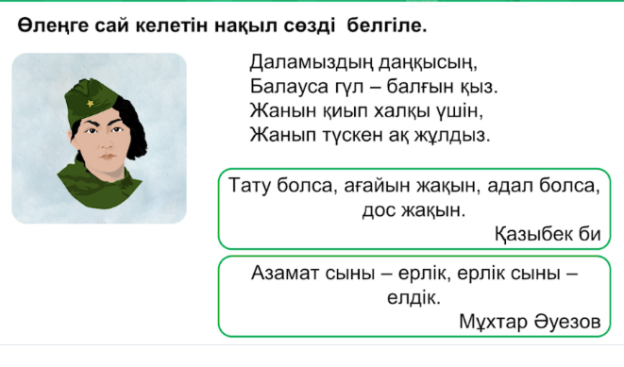 Өлеңге сай келетін нақыл сөзді белгіле.
Даламыздың даңқысың,
Балауса гүл – балғын қыз.
Жанын қиып халқы үшін,
Жанып түскен ақ жұлдыз.
Тату болса, ағайын жақын, адал болса,
дос жақын.
Қазыбек би
Азамат сыны – ерлік, ерлік сыны –
елдік.
Мұхтар Әуезов